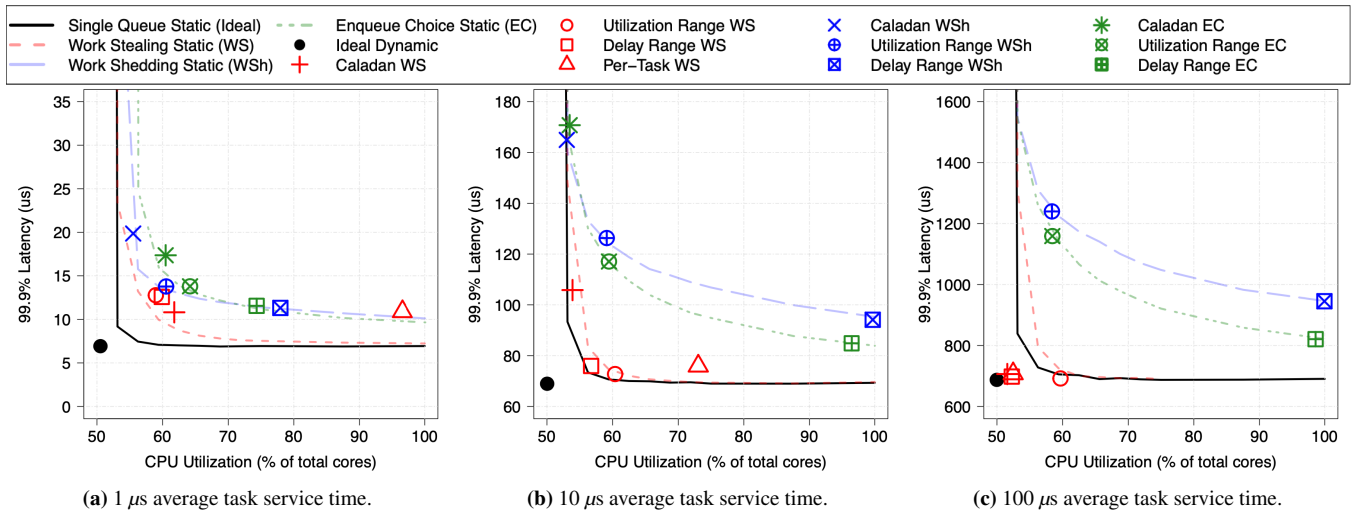 Single Queue Static (Ideal) Enqueue Choice Static (EC) Utilization Range WS Caladan WSh Caladan EC
Work Stealing Static (WS) Ideal Dynamic Delay Range WS Utilization Range WSh Utilization Range EC
Work Shedding Static (WSh) Caladan WS Per-Task WS Delay Range WSh Delay Range EC
99.9% Latency (us)
35
30
25
20
15
10
5
0
50 60 70 80 90 100
CPU Utilization (% of total cores)
(a) 1 μs average task service time.
99.9% Latency (us)
180
160
140
120
100
80
60
50 60 70 80 90 100
CPU Utilization (% of total cores)
(b) 10 μs average task service time.
99.9% Latency (us)
1600
1400
1200
1000
800
600
50 60 70 80 90 100
CPU Utilization (% of total cores)
(c) 100 μs average task service time.